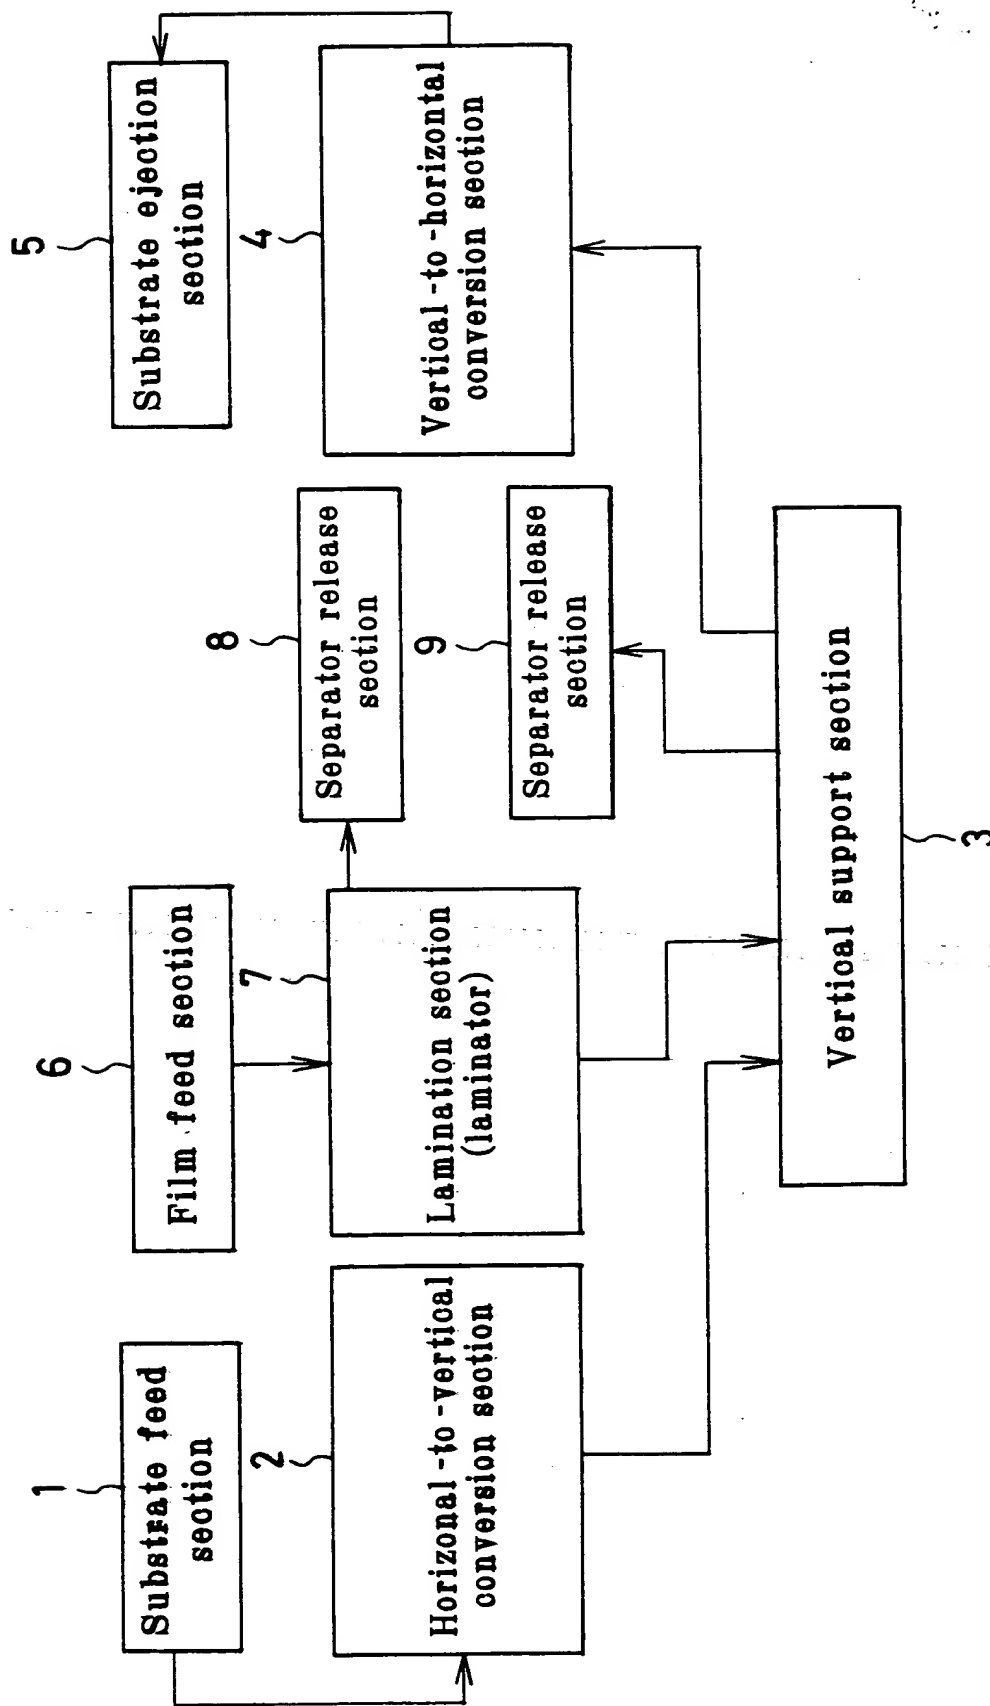 1
Substrate feed
section
2
Horizonal-to-vertical
conversion section
6
Film feed section
7
Lamination section
(laminator)
8
Separator release
section
9
Separator release
section
5
Substrate ejection
section
4
Vertical-to-horizontal
conversion section
Vertical support section
3